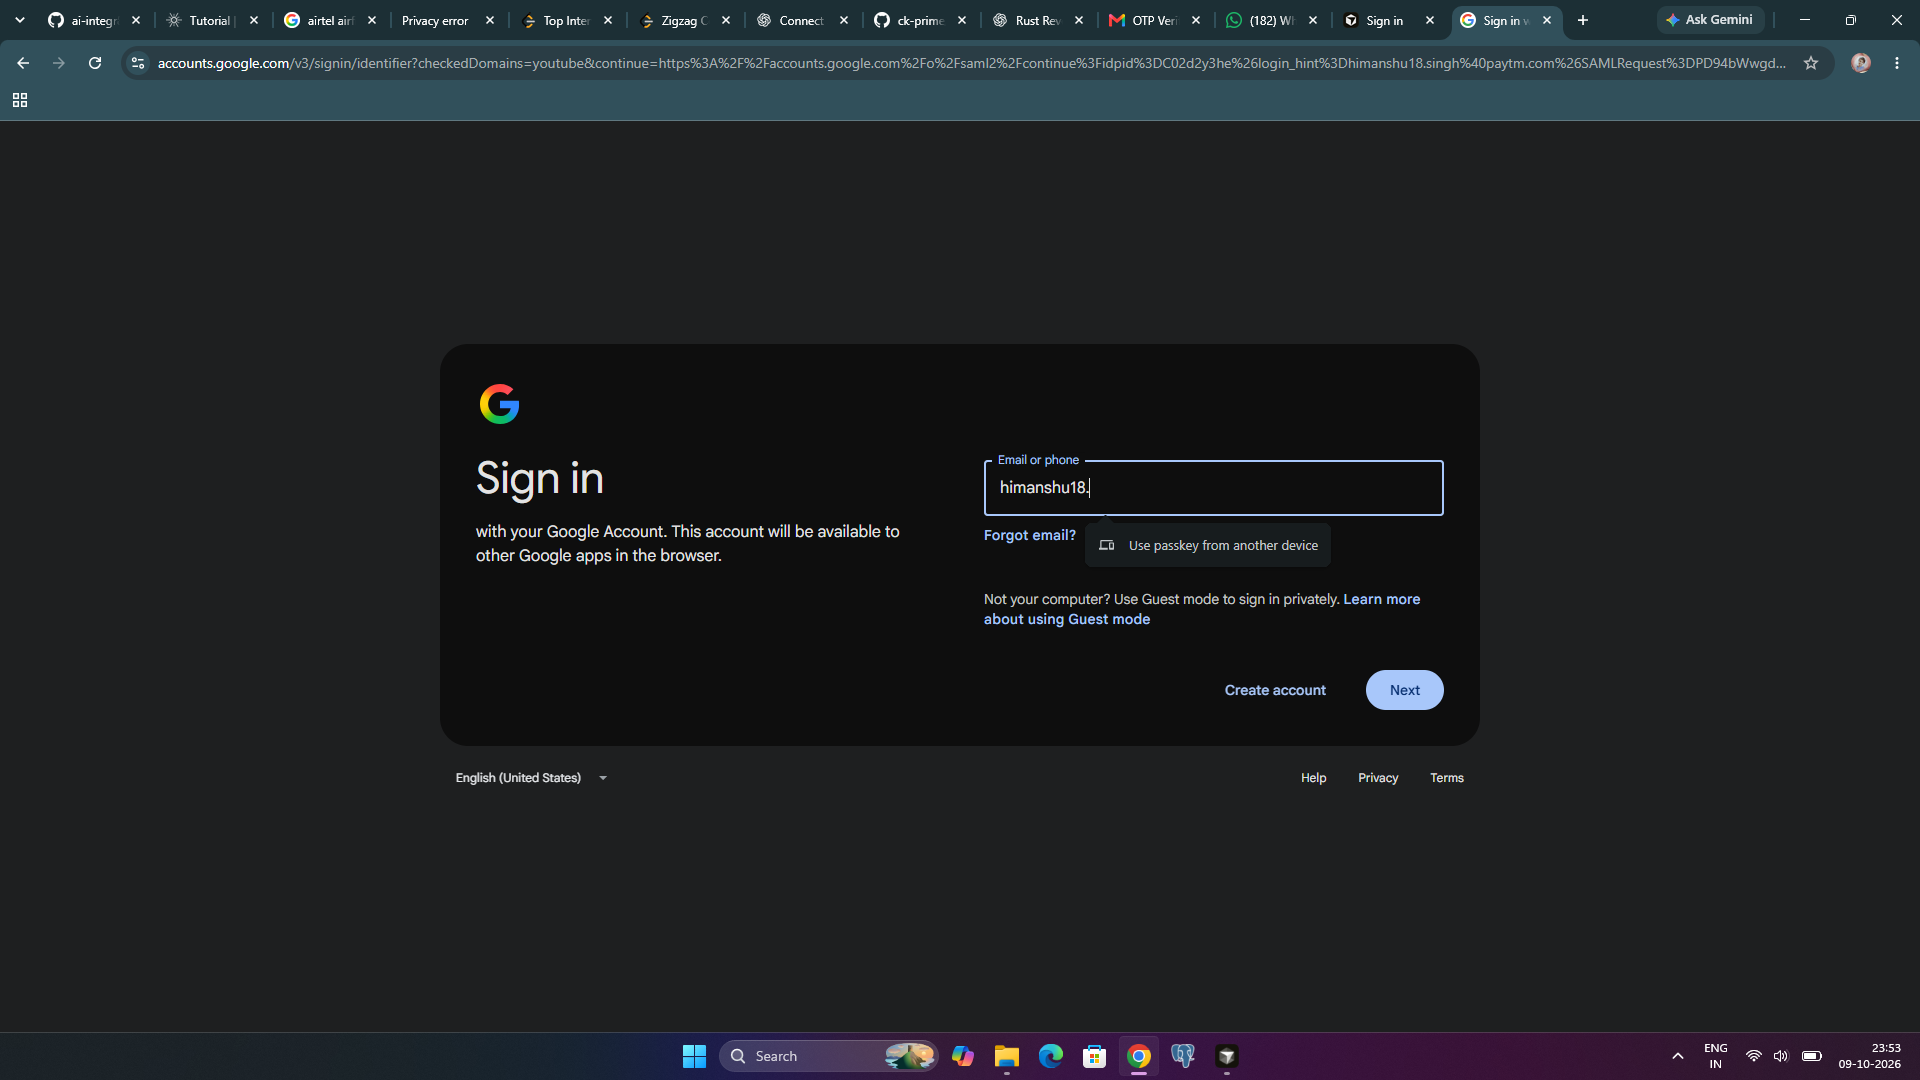 ai-integr
Tutorial
airtel airf
Privacy error
Top Inter
Zigzag C
Connect
ck-prime
Rust Rev
OTP Veri
(182) Wh
Sign in
Sign in w
Ask Gemini
accounts.google.com/v3/signin/identifier?checkedDomains=youtube&continue=https%3A%2F%2Faccounts.google.com%2Fo%2Fsaml2%2Fcontinue%3Fidpid%3DC02d2y3he%26login_hint%3Dhimanshu18.singh%40paytm.com%26SAMLRequest%3DPD94bWwgd...
Sign in
with your Google Account. This account will be available to
other Google apps in the browser.
Email or phone
himanshu18.
Forgot email?
Use passkey from another device
Not your computer? Use Guest mode to sign in privately. Learn more
about using Guest mode
Create account
Next
English (United States)
Help
Privacy
Terms
Search
ENG
IN
23:53
09-10-2026